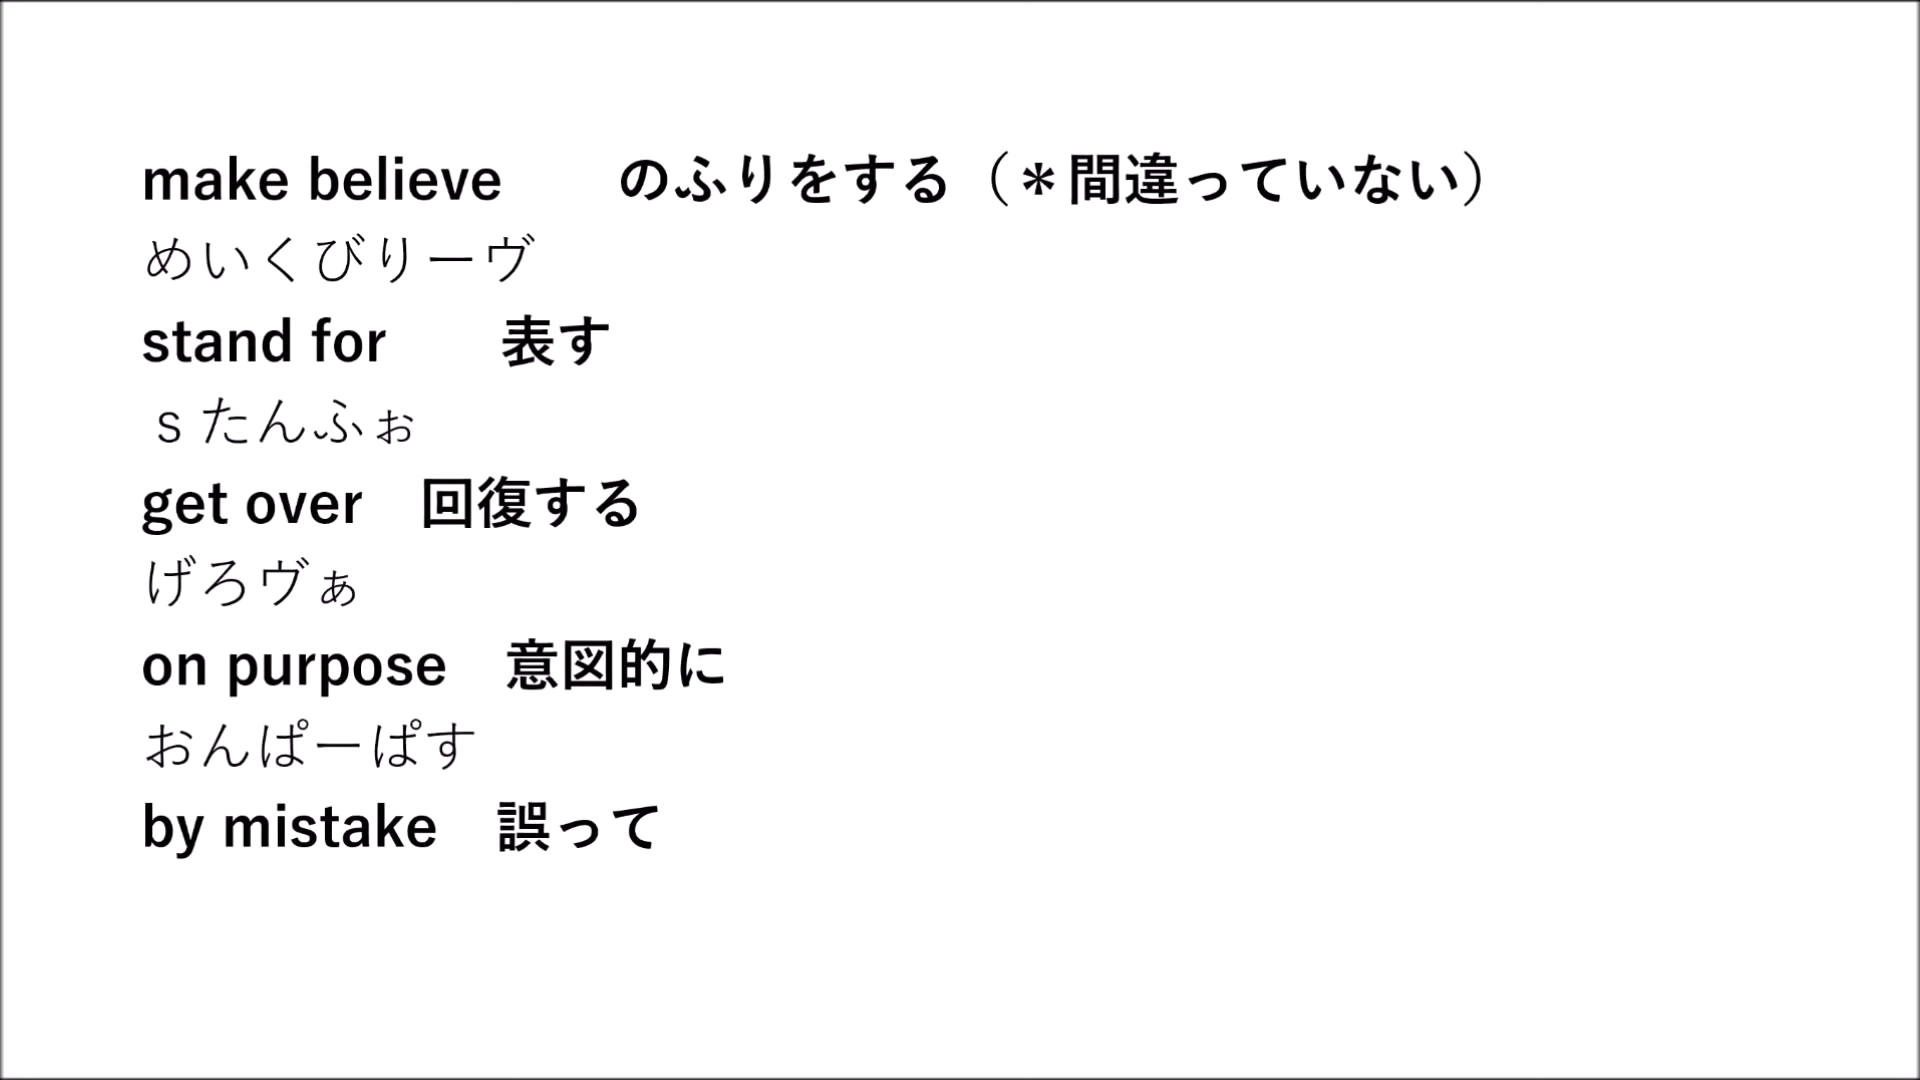 make believe　　のふりをする（＊間違っていない）
めいくびりーヴ
stand for　　表す
ｓたんふぉ
get over　回復する
げろヴぁ
on purpose　意図的に
おんぱーぱす
by mistake　誤って